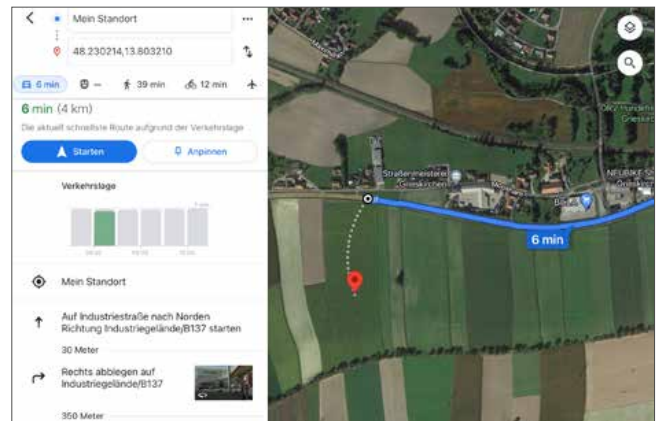 Mein Standort
48.230214,13.803210
6 min
–
39 min
12 min
6 min (4 km)
Die aktuell schnellste Route aufgrund der Verkehrslage
Starten
Anpinnen
Verkehrslage
Mein Standort
Auf Industriestraße nach Norden
Richtung Industriegelände/B137 starten
30 Meter
Rechts abbiegen auf
Industriegelände/B137
350 Meter
Straßenmeisterei
Grieskirchen
6 min